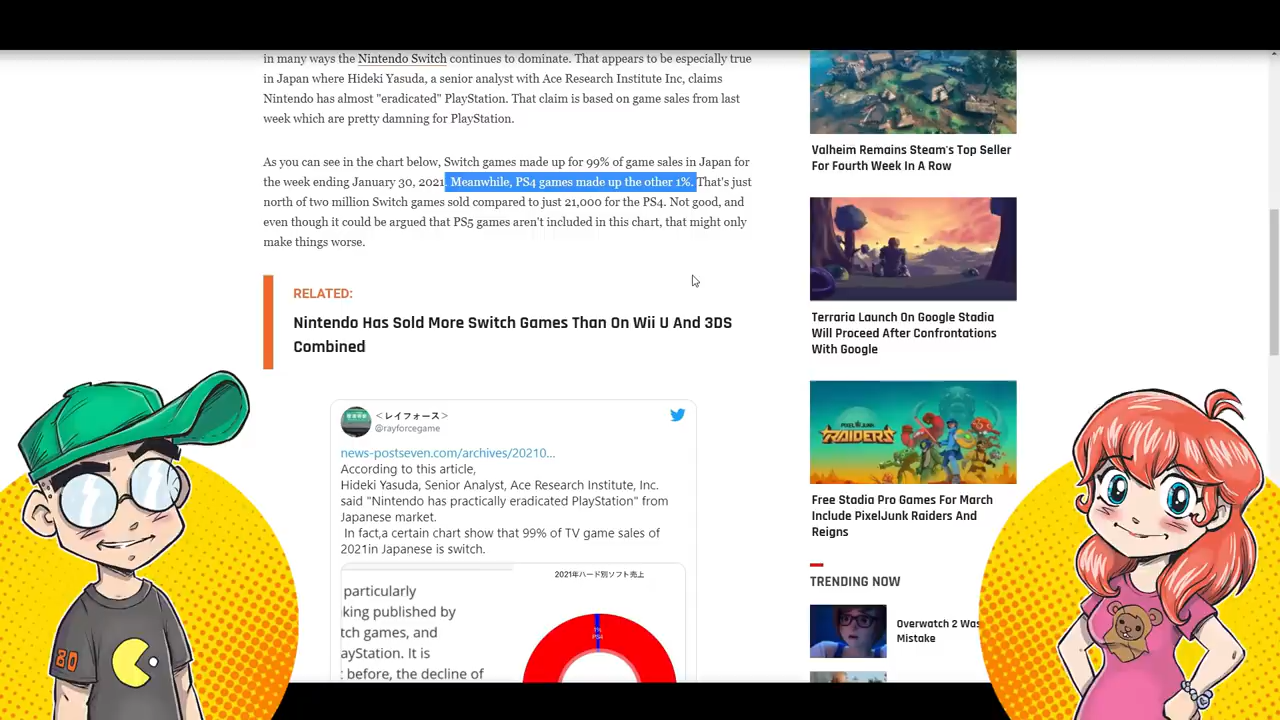 in many ways the Nintendo Switch continues to dominate. That appears to be especially true
in Japan where Hideki Yasuda, a senior analyst with Ace Research Institute Inc, claims
Nintendo has almost "eradicated" PlayStation. That claim is based on game sales from last
week which are pretty damning for PlayStation.
As you can see in the chart below, Switch games made up for 99% of game sales in Japan for
the week ending January 30, 2021. Meanwhile, PS4 games made up the other 1%. That's just
north of two million Switch games sold compared to just 21,000 for the PS4. Not good, and
even though it could be argued that PS5 games aren't included in this chart, that might only
make things worse.
RELATED:
Nintendo Has Sold More Switch Games Than On Wii U And 3DS
Combined
<レイフォース>
@rayforcegame
news-postseven.com/archives/20210...
According to this article,
Hideki Yasuda, Senior Analyst, Ace Research Institute, Inc.
said "Nintendo has practically eradicated PlayStation" from
Japanese market.
In fact,a certain chart show that 99% of TV game sales of
2021in Japanese is switch.
particularly
king published by
tch games, and
ayStation. It is
before, the decline of
2021年ハード別ソフト売上
1%
PS4
Valheim Remains Steam's Top Seller
For Fourth Week In A Row
Terraria Launch On Google Stadia
Will Proceed After Confrontations
With Google
PIXELJUNK
RAIDERS
Free Stadia Pro Games For March
Include PixelJunk Raiders And
Reigns
TRENDING NOW
Overwatch 2 Was
Mistake
80